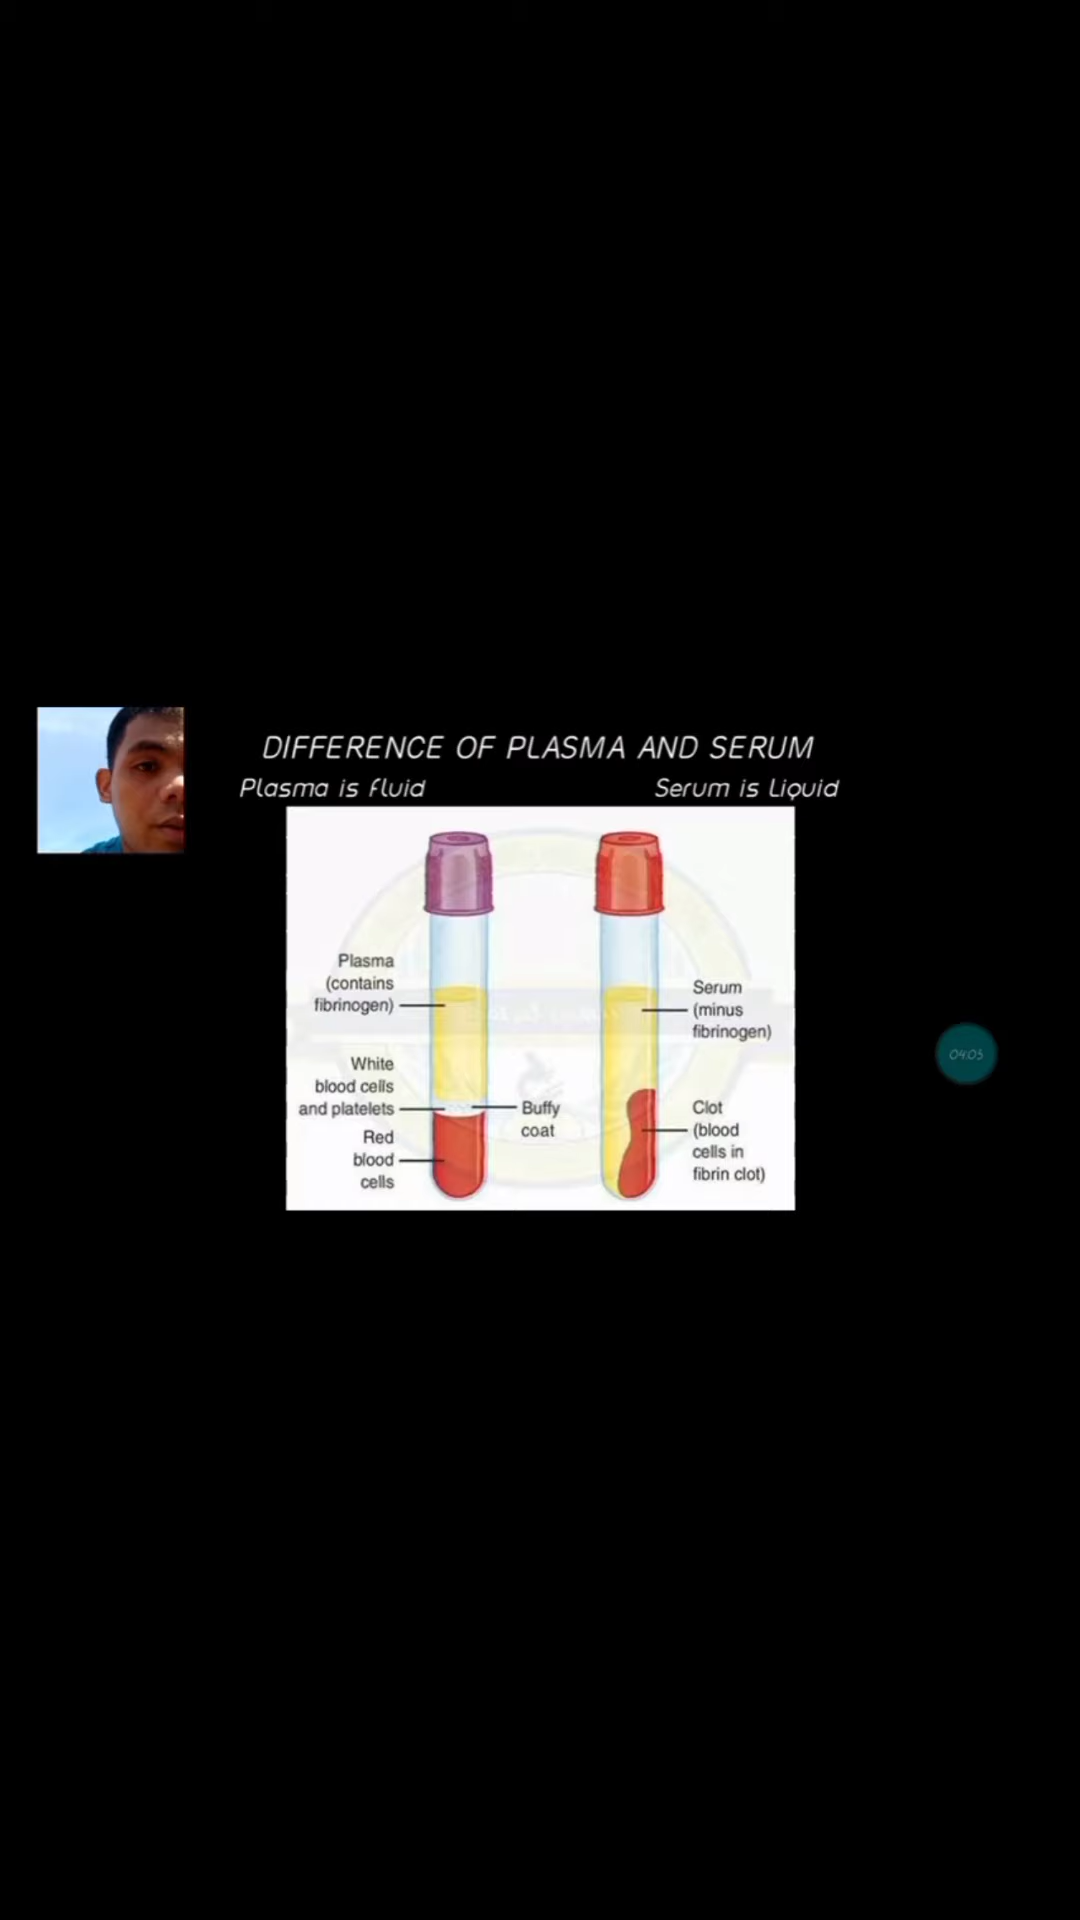 DIFFERENCE OF PLASMA AND SERUM
Plasma is fluid
Serum is Liquid
Plasma
(contains
fibrinogen)
White
blood cells
and platelets
Red
blood
cells
Buffy
coat
Serum
(minus
fibrinogen)
Clot
(blood
cells in
fibrin clot)
04:05